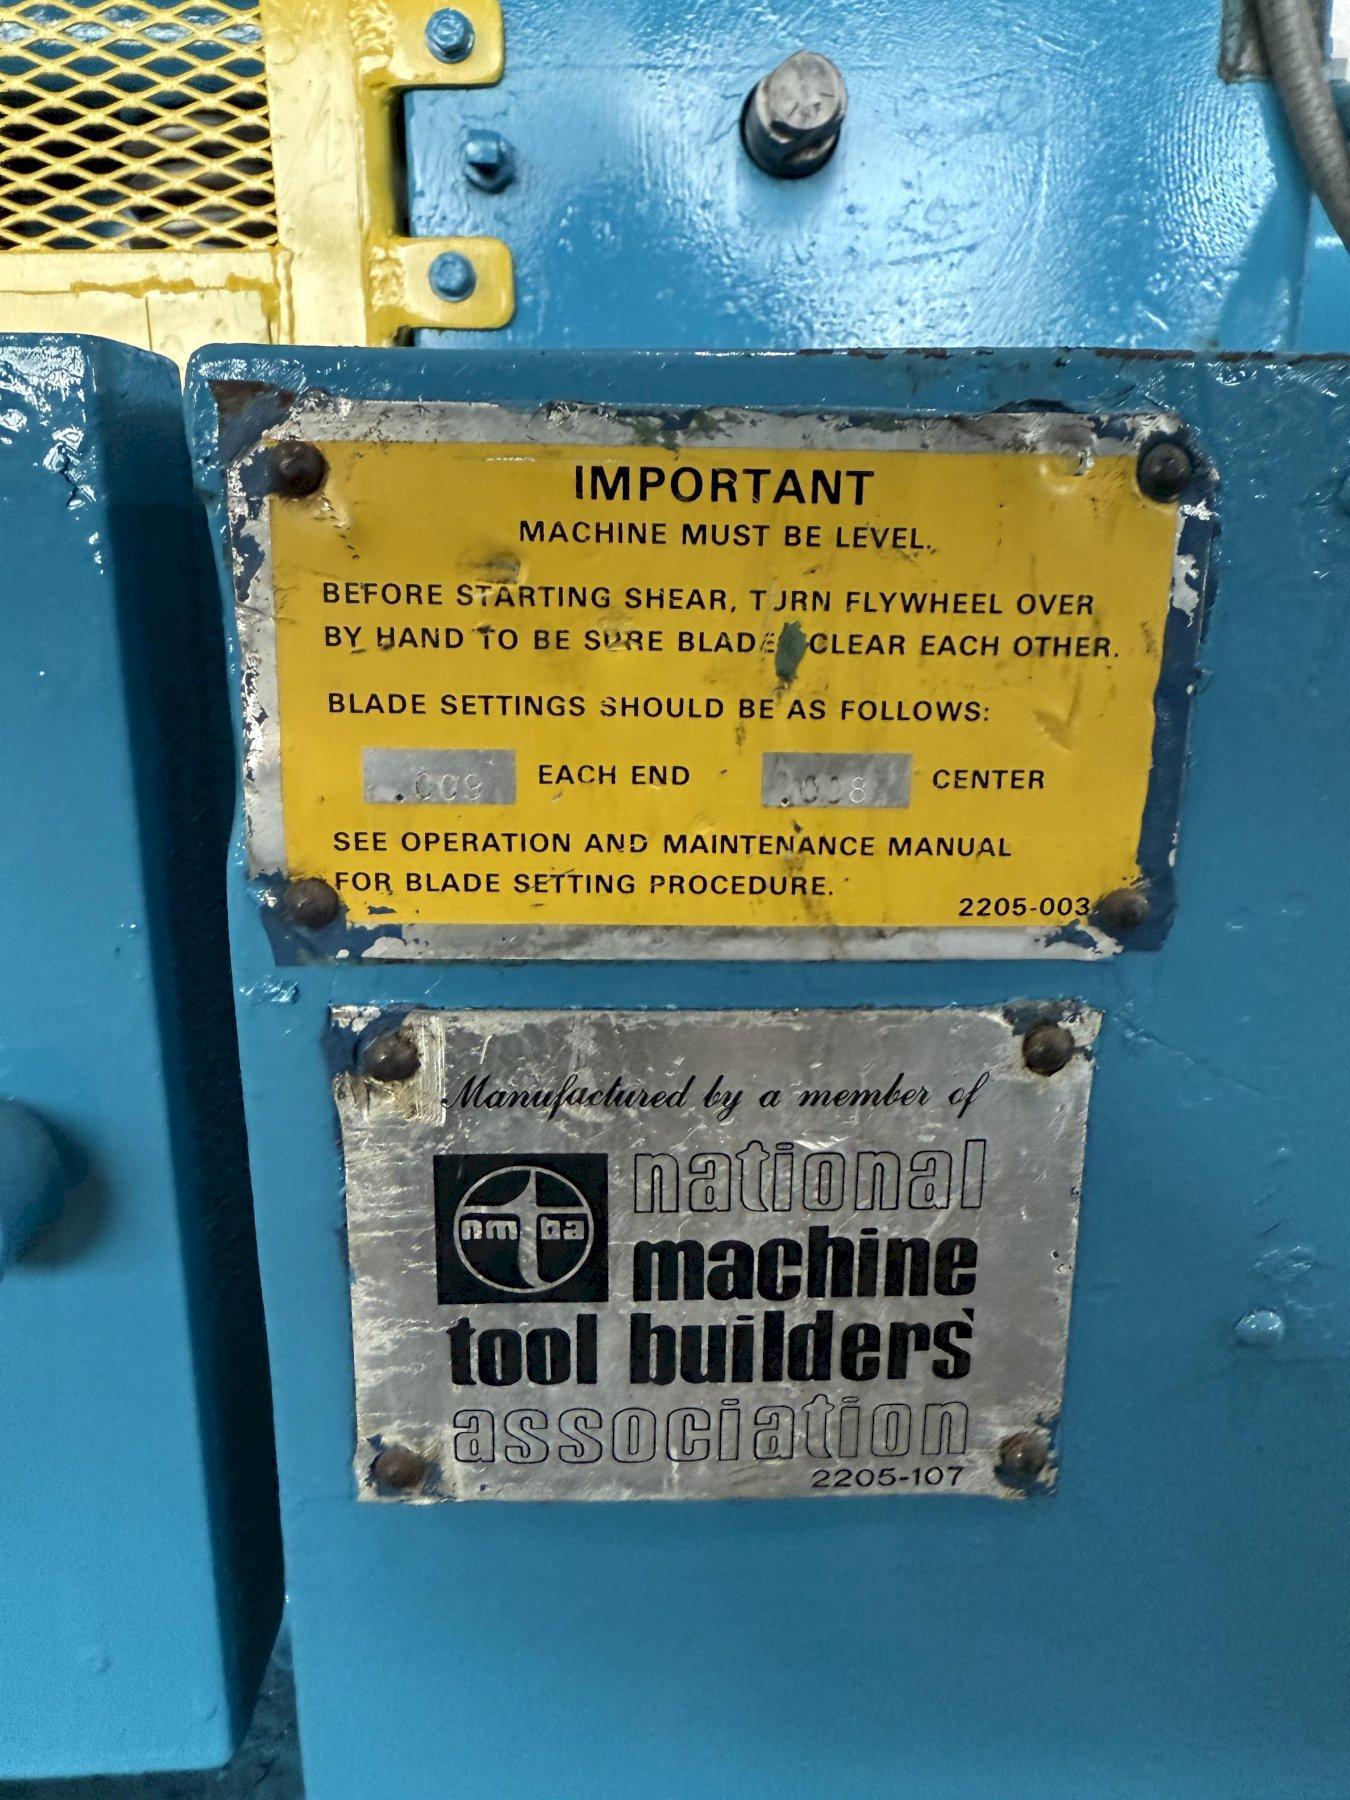 IMPORTANT
MACHINE MUST BE LEVEL.
BEFORE STARTING SHEAR, TURN FLYWHEEL OVER
BY HAND TO BE SURE BLADES CLEAR EACH OTHER.
BLADE SETTINGS SHOULD BE AS FOLLOWS:
.009 EACH END .008 CENTER
SEE OPERATION AND MAINTENANCE MANUAL
FOR BLADE SETTING PROCEDURE.
2205-003
Manufactured by a member of
nmtba national
machine
tool builders'
association
2205-107